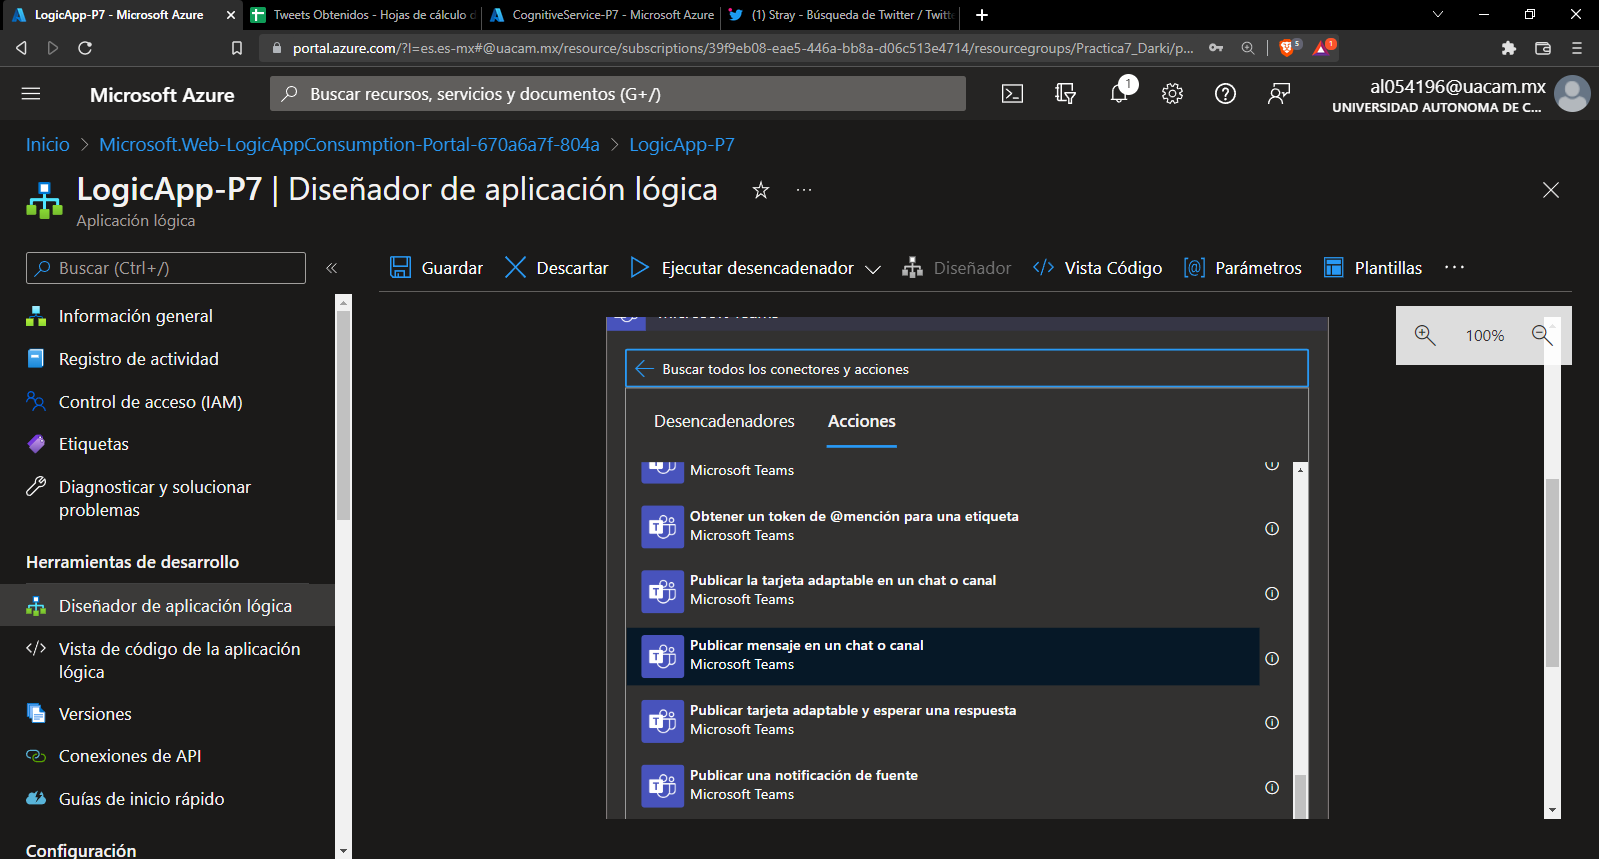 LogicApp-P7 - Microsoft Azure
Tweets Obtenidos - Hojas de cálculo d
CognitiveService-P7 - Microsoft Azure
(1) Stray - Búsqueda de Twitter / Twitte
portal.azure.com/?l=es.es-mx#@uacam.mx/resource/subscriptions/39f9eb08-eae5-446a-bb8a-d06c513e4714/resourcegroups/Practica7_Darki/p...
5
1
Microsoft Azure
Buscar recursos, servicios y documentos (G+/)
1
al054196@uacam.mx
UNIVERSIDAD AUTONOMA DE C...
Inicio > Microsoft.Web-LogicAppConsumption-Portal-670a6a7f-804a > LogicApp-P7
LogicApp-P7 | Diseñador de aplicación lógica
Aplicación lógica
Buscar (Ctrl+/)
Guardar
Descartar
Ejecutar desencadenador
Diseñador
Vista Código
Parámetros
Plantillas
Información general
Registro de actividad
Control de acceso (IAM)
Etiquetas
Diagnosticar y solucionar
problemas
Herramientas de desarrollo
Diseñador de aplicación lógica
Vista de código de la aplicación
lógica
Versiones
Conexiones de API
Guías de inicio rápido
Configuración
Microsoft Teams
Buscar todos los conectores y acciones
Desencadenadores
Acciones
Microsoft Teams
Obtener un token de @mención para una etiqueta
Microsoft Teams
Publicar la tarjeta adaptable en un chat o canal
Microsoft Teams
Publicar mensaje en un chat o canal
Microsoft Teams
Publicar tarjeta adaptable y esperar una respuesta
Microsoft Teams
Publicar una notificación de fuente
Microsoft Teams
100%